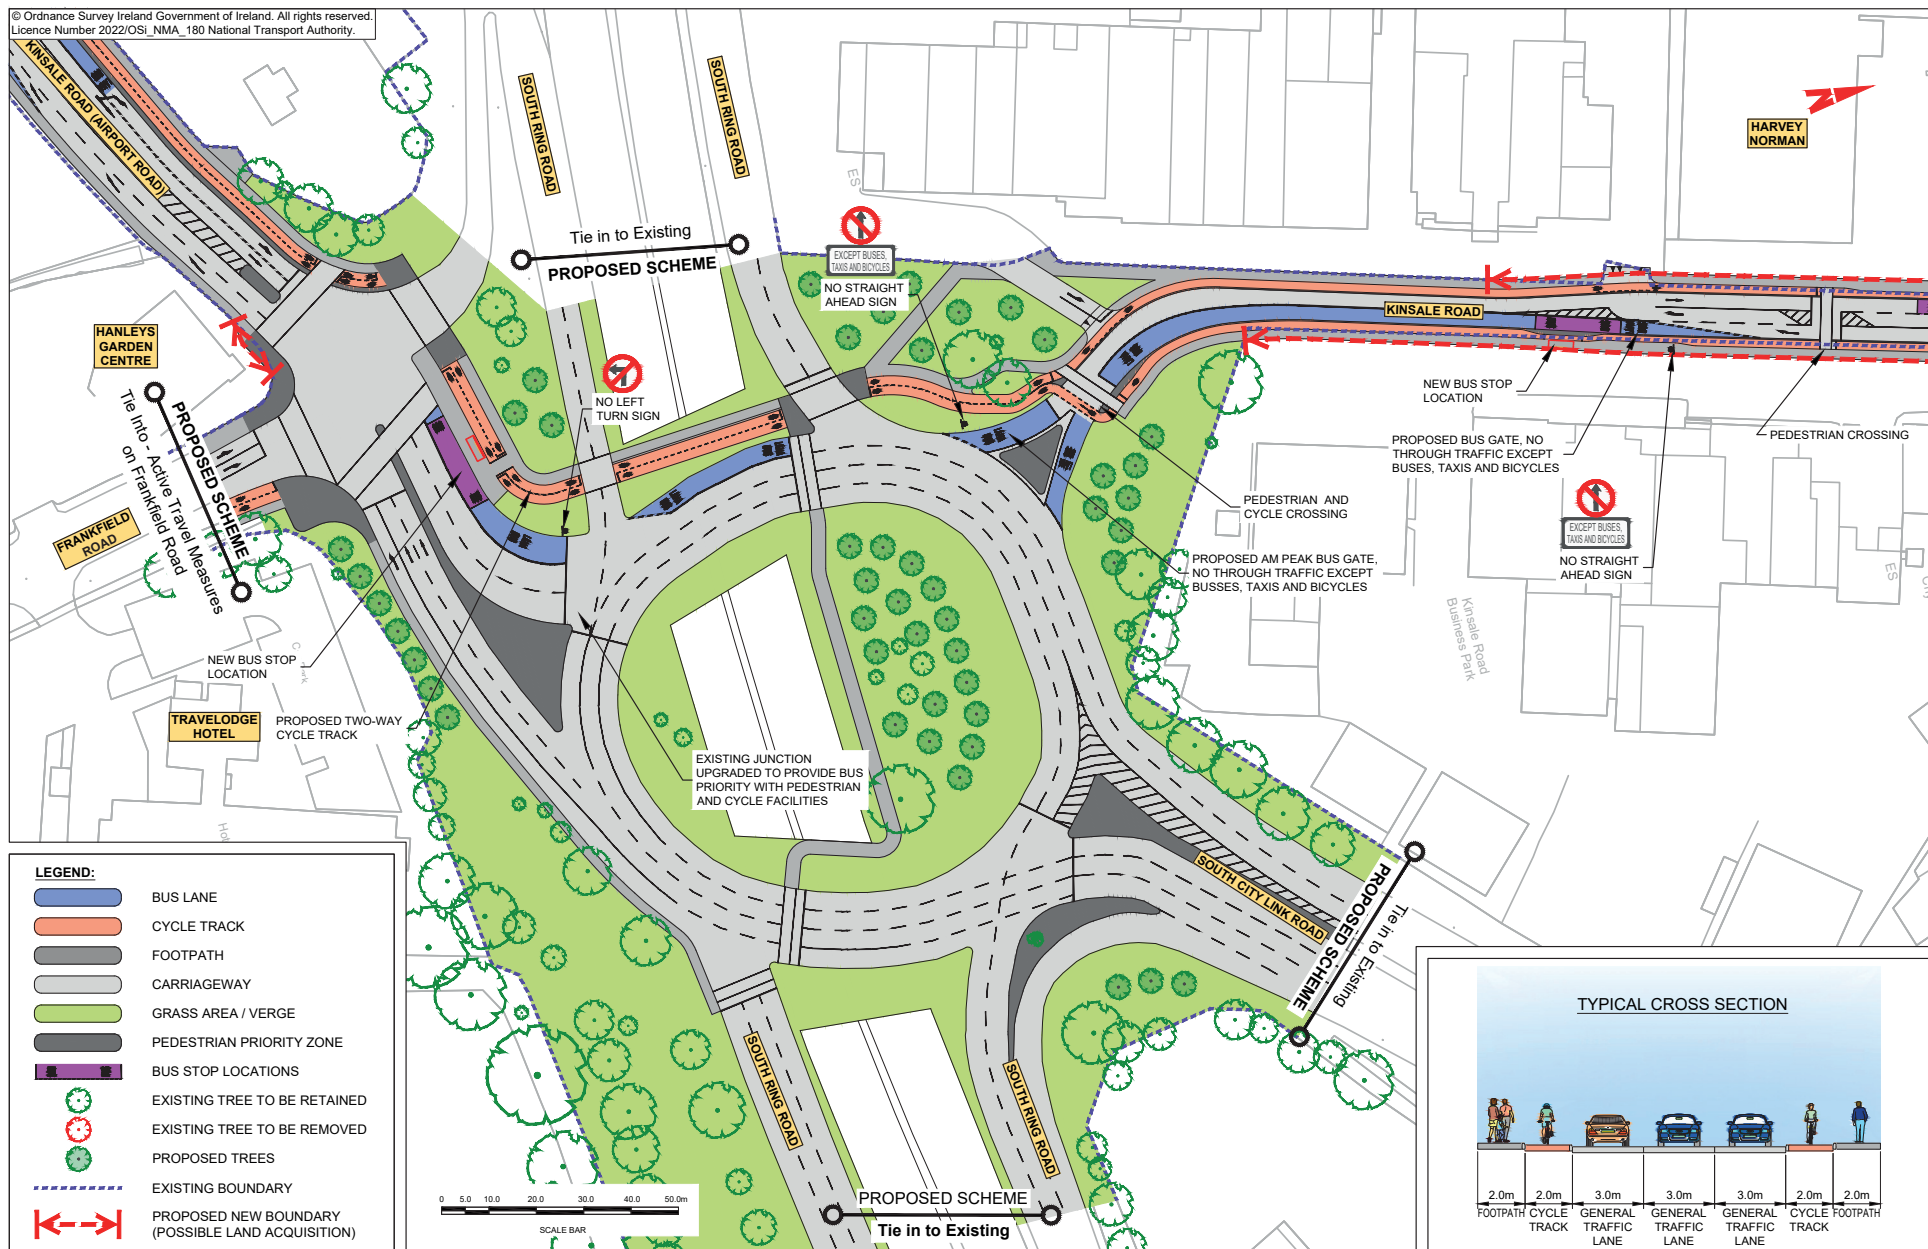 © Ordnance Survey Ireland Government of Ireland. All rights reserved.
Licence Number 2022/OSi_NMA_180 National Transport Authority.
KINSALE ROAD (AIRPORT ROAD)
SOUTH RING ROAD
SOUTH RING ROAD
Tie in to Existing
PROPOSED SCHEME
ES
EXCEPT BUSES,
TAXIS AND BICYCLES
NO STRAIGHT
AHEAD SIGN
HARVEY
NORMAN
N
KINSALE ROAD
HANLEYS
GARDEN
CENTRE
NO LEFT
TURN SIGN
PROPOSED SCHEME
Tie Into - Active Travel Measures
on Frankfield Road
FRANKFIELD
ROAD
NEW BUS STOP
LOCATION
PROPOSED BUS GATE, NO
THROUGH TRAFFIC EXCEPT
BUSES, TAXIS AND BICYCLES
PEDESTRIAN CROSSING
PEDESTRIAN AND
CYCLE CROSSING
EXCEPT BUSES,
TAXIS AND BICYCLES
NO STRAIGHT
AHEAD SIGN
ES
PROPOSED AM PEAK BUS GATE,
NO THROUGH TRAFFIC EXCEPT
BUSSES, TAXIS AND BICYCLES
Kinsale Road
Business Park
NEW BUS STOP
LOCATION
TRAVELODGE
HOTEL
PROPOSED TWO-WAY
CYCLE TRACK
EXISTING JUNCTION
UPGRADED TO PROVIDE BUS
PRIORITY WITH PEDESTRIAN
AND CYCLE FACILITIES
SOUTH CITY LINK ROAD
PROPOSED SCHEME
Tie in to Existing
SOUTH RING ROAD
SOUTH RING ROAD
PROPOSED SCHEME
Tie in to Existing
LEGEND:
BUS LANE
CYCLE TRACK
FOOTPATH
CARRIAGEWAY
GRASS AREA / VERGE
PEDESTRIAN PRIORITY ZONE
BUS STOP LOCATIONS
EXISTING TREE TO BE RETAINED
EXISTING TREE TO BE REMOVED
PROPOSED TREES
EXISTING BOUNDARY
PROPOSED NEW BOUNDARY
(POSSIBLE LAND ACQUISITION)
0 5.0 10.0 20.0 30.0 40.0 50.0m
SCALE BAR
TYPICAL CROSS SECTION
2.0m 2.0m 3.0m 3.0m 3.0m 2.0m 2.0m
FOOTPATH CYCLE TRACK GENERAL TRAFFIC LANE GENERAL TRAFFIC LANE GENERAL TRAFFIC LANE CYCLE TRACK FOOTPATH